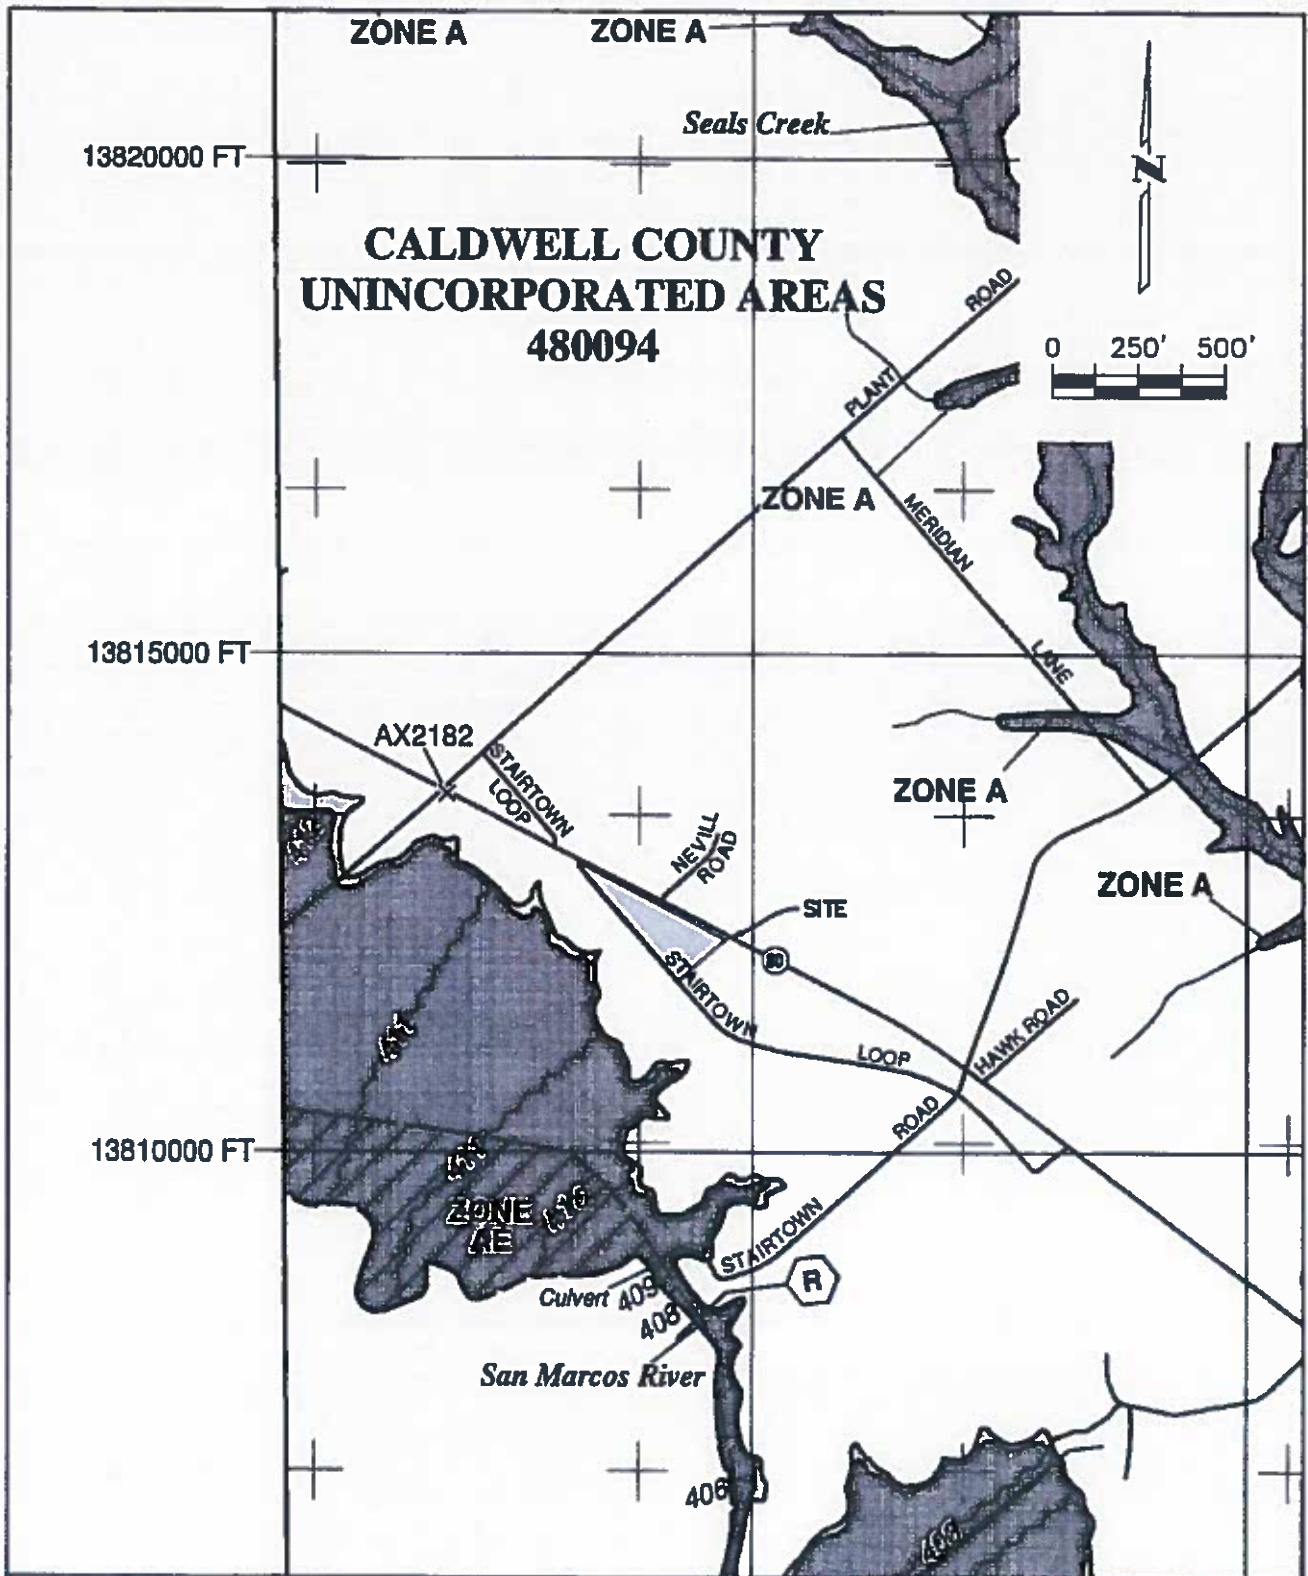 ZONE A
ZONE A
Seals Creek
13820000 FT
N
CALDWELL COUNTY
UNINCORPORATED AREAS
480094
ROAD
0 250' 500'
PLANT
ZONE A
MERIDIAN
13815000 FT
LANE
AX2182
STAIRTOWN
LOOP
ZONE A
NEVILL
ROAD
ZONE A
SITE
STAIRTOWN
80
HAWK ROAD
LOOP
ROAD
13810000 FT
ZONE
AE
STAIRTOWN
R
Culvert
409
408
San Marcos River
406